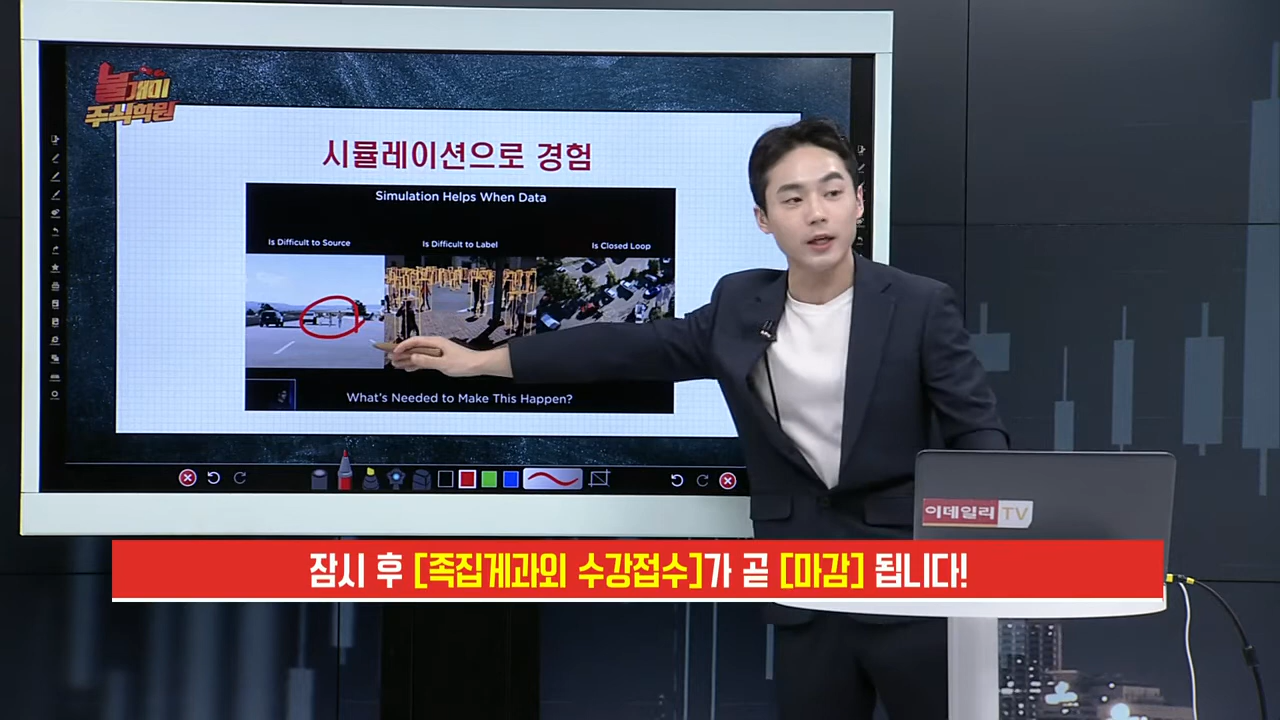 불개미
주식학원
시뮬레이션으로 경험
Simulation Helps When Data
Is Difficult to Source
Is Difficult to Label
Is Closed Loop
What's Needed to Make This Happen?
이데일리 TV
잠시 후 [족집게과외 수강접수]가 곧 [마감] 됩니다!